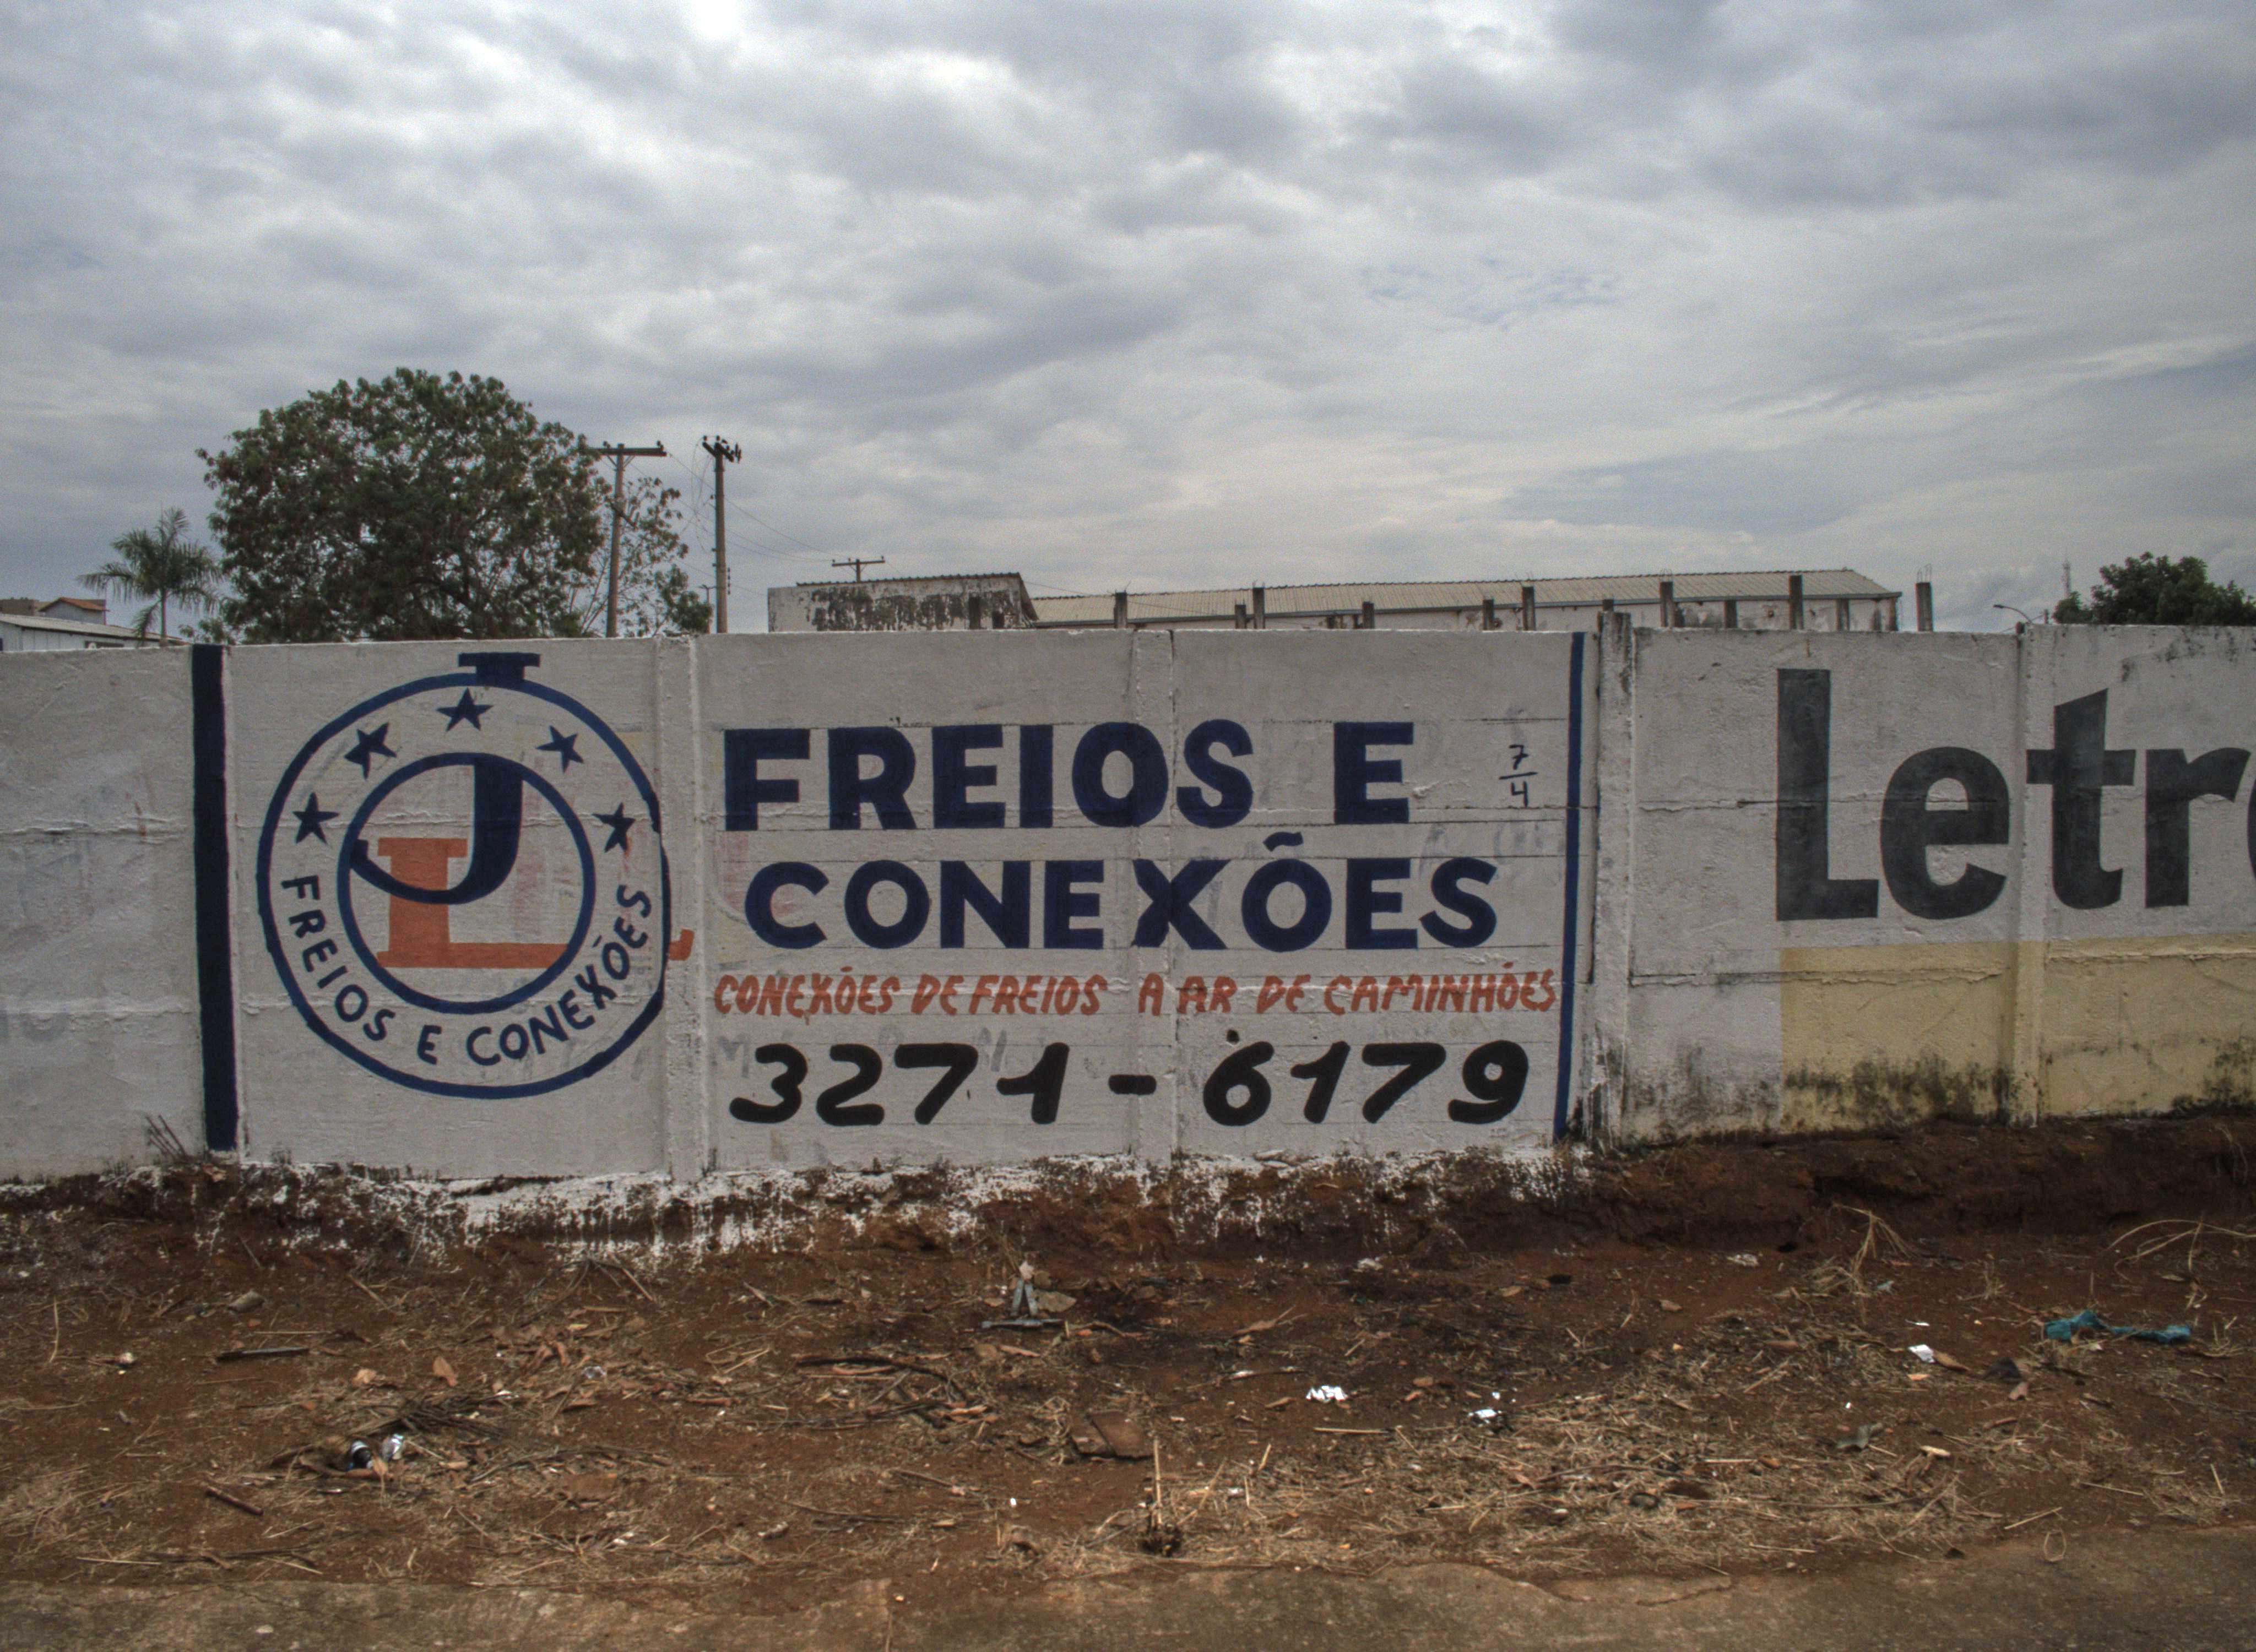 JL
FREIOS E CONEXÕES
FREIOS E
CONEXÕES
CONEXÕES DE FREIOS A AR DE CAMINHÕES
3271-6179
7/4
Letr